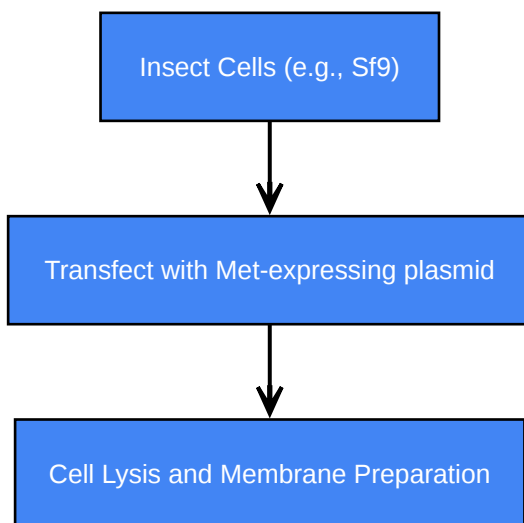 Insect Cells (e.g., Sf9)
Transfect with Met-expressing plasmid
Cell Lysis and Membrane Preparation